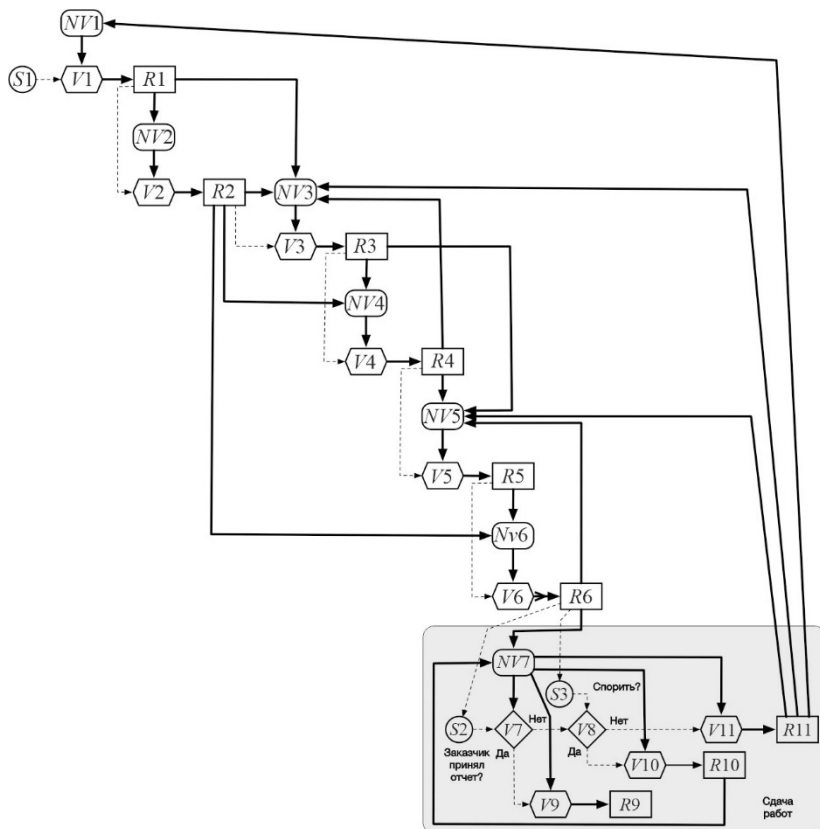 NV1
S1
V1
R1
NV2
V2
R2
NV3
V3
R3
NV4
V4
R4
NV5
V5
R5
Nv6
V6
R6
NV7
S3
Спорить?
S2
V7
Нет
V8
Нет
V11
R11
Заказчик
принял
отчет?
Да
Да
V10
R10
V9
R9
Сдача
работ